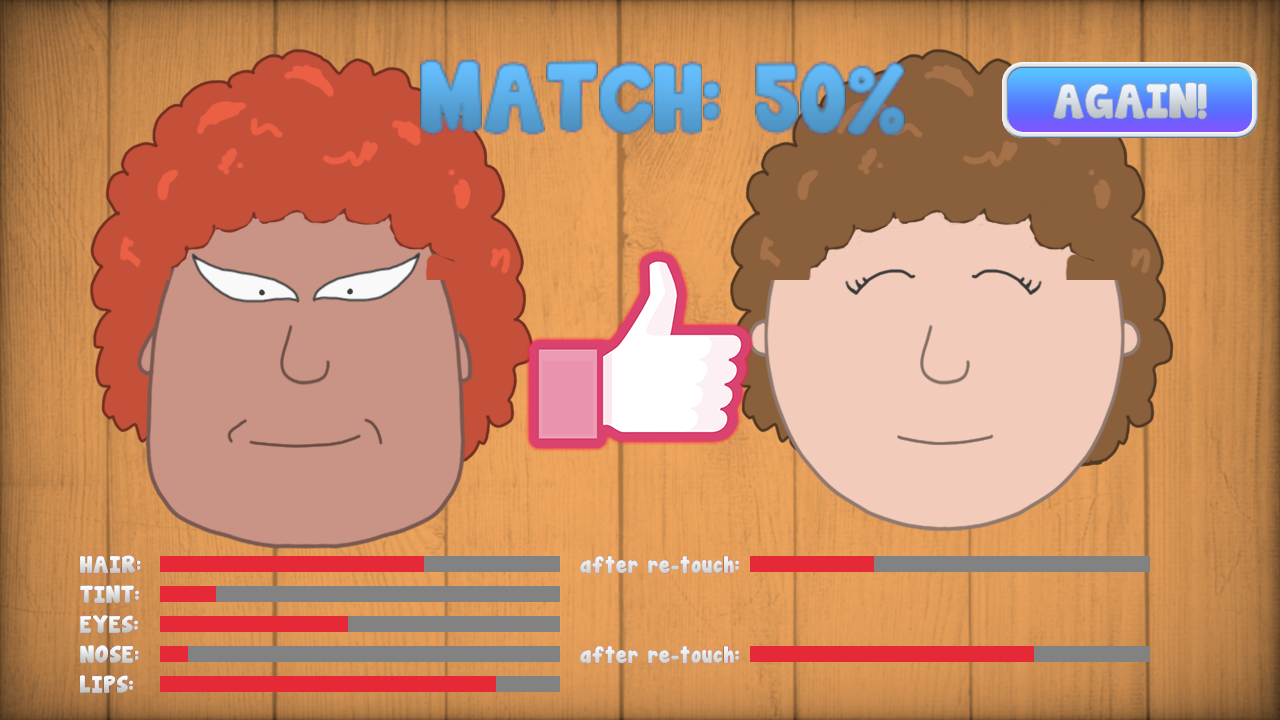 MATCH: 50%
AGAIN!
HAIR: after re-touch:
TINT:
EYES:
NOSE: after re-touch:
LIPS: